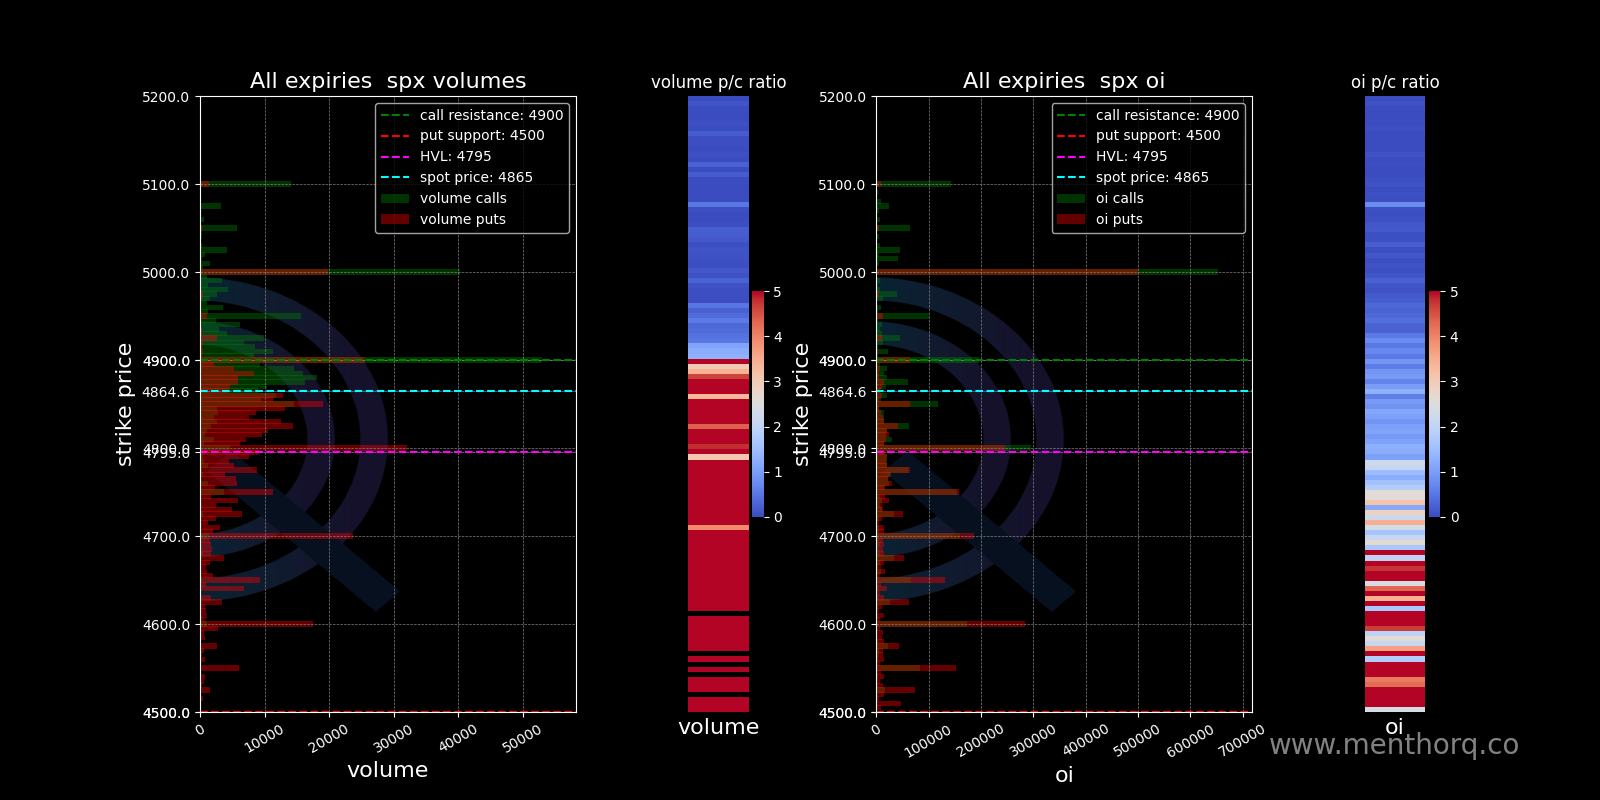 All expiries  spx volumes
volume p/c ratio
All expiries  spx oi
oi p/c ratio
5200.0
5100.0
5000.0
4900.0
4864.6
4800.0
4795.0
4700.0
4600.0
4500.0
strike price
call resistance: 4900
put support: 4500
HVL: 4795
spot price: 4865
volume calls
volume puts
0
10000
20000
30000
40000
50000
volume
5
4
3
2
1
0
volume
5200.0
5100.0
5000.0
4900.0
4864.6
4800.0
4795.0
4700.0
4600.0
4500.0
strike price
call resistance: 4900
put support: 4500
HVL: 4795
spot price: 4865
oi calls
oi puts
0
100000
200000
300000
400000
500000
600000
700000
oi
5
4
3
2
1
0
oi
www.menthorq.co